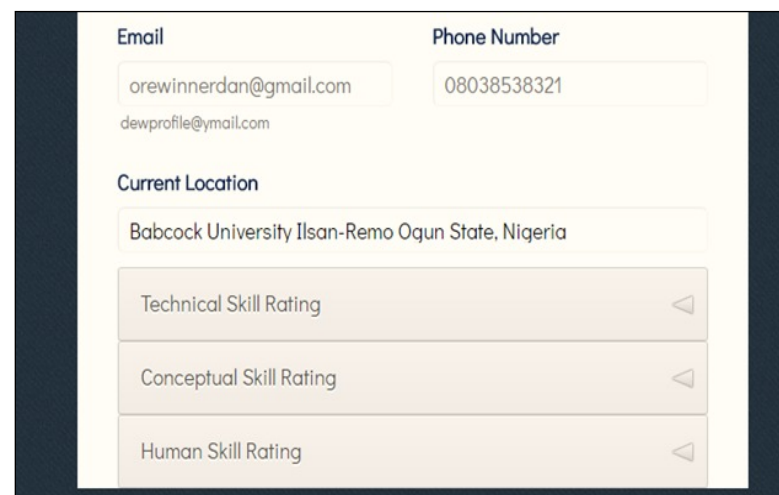 Email Phone Number
orewinnerdan@gmail.com 08038538321
dewprofile@ymail.com
Current Location
Babcock University Ilsan-Remo Ogun State, Nigeria
Technical Skill Rating
Conceptual Skill Rating
Human Skill Rating